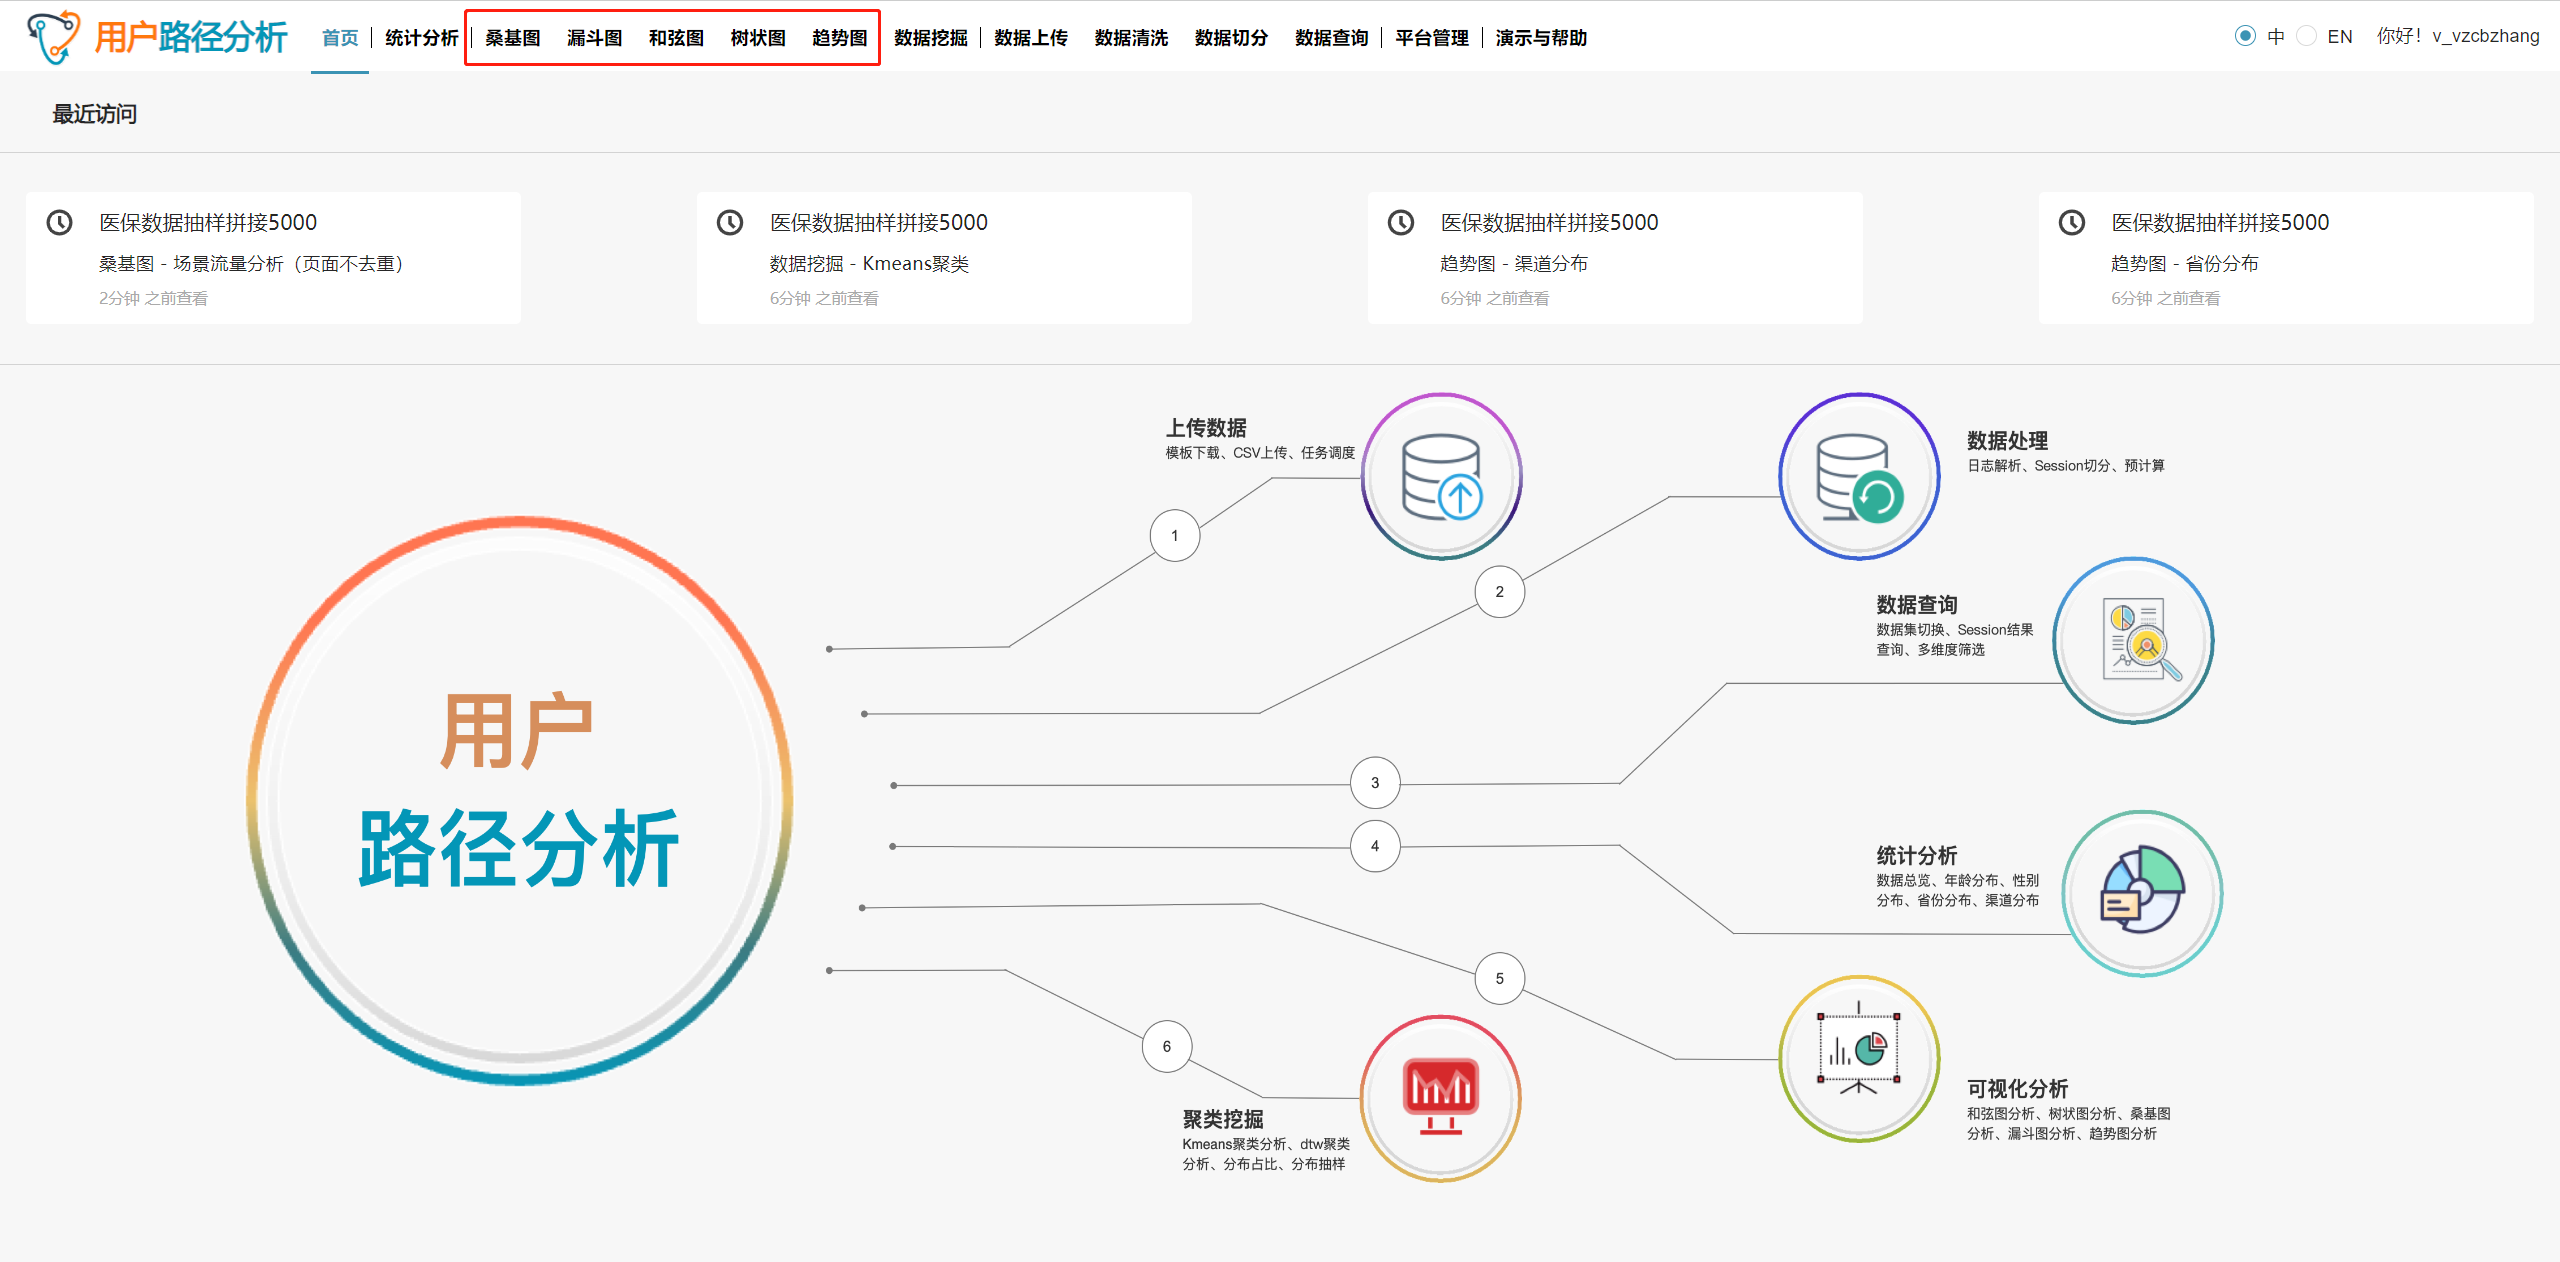 用户路径分析
首页 统计分析 桑基图 漏斗图 和弦图 树状图 趋势图 数据挖掘 数据上传 数据清洗 数据切分 数据查询 平台管理 演示与帮助
中 EN 你好！v_vzcbzhang
最近访问
医保数据抽样拼接5000
桑基图 - 场景流量分析（页面不去重）
2分钟 之前查看
医保数据抽样拼接5000
数据挖掘 - Kmeans聚类
6分钟 之前查看
医保数据抽样拼接5000
趋势图 - 渠道分布
6分钟 之前查看
医保数据抽样拼接5000
趋势图 - 省份分布
6分钟 之前查看
用户
路径分析
1
上传数据
模板下载、CSV上传、任务调度
2
数据处理
日志解析、Session切分、预计算
3
数据查询
数据集切换、Session结果
查询、多维度筛选
4
统计分析
数据总览、年龄分布、性别
分布、省份分布、渠道分布
5
可视化分析
和弦图分析、树状图分析、桑基图
分析、漏斗图分析、趋势图分析
6
聚类挖掘
Kmeans聚类分析、dtw聚类
分析、分布占比、分布抽样